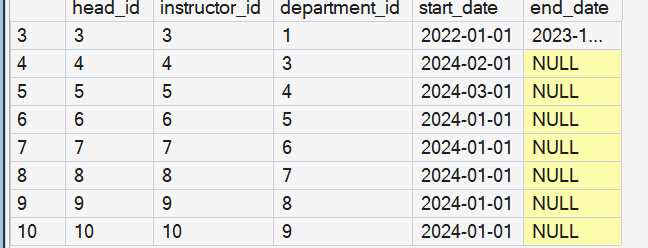 head_id instructor_id department_id start_date end_date
3 3 3 1 2022-01-01 2023-1...
4 4 4 3 2024-02-01 NULL
5 5 5 4 2024-03-01 NULL
6 6 6 5 2024-01-01 NULL
7 7 7 6 2024-01-01 NULL
8 8 8 7 2024-01-01 NULL
9 9 9 8 2024-01-01 NULL
10 10 10 9 2024-01-01 NULL